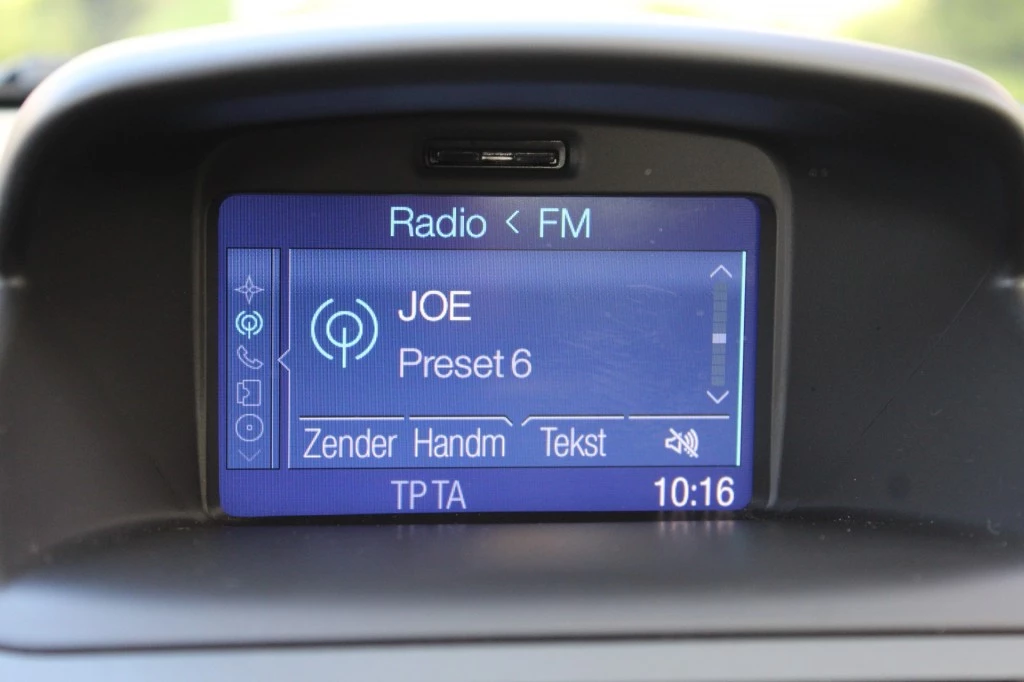 Radio < FM
JOE
Preset 6
Zender Handm Tekst
TP TA 10:16